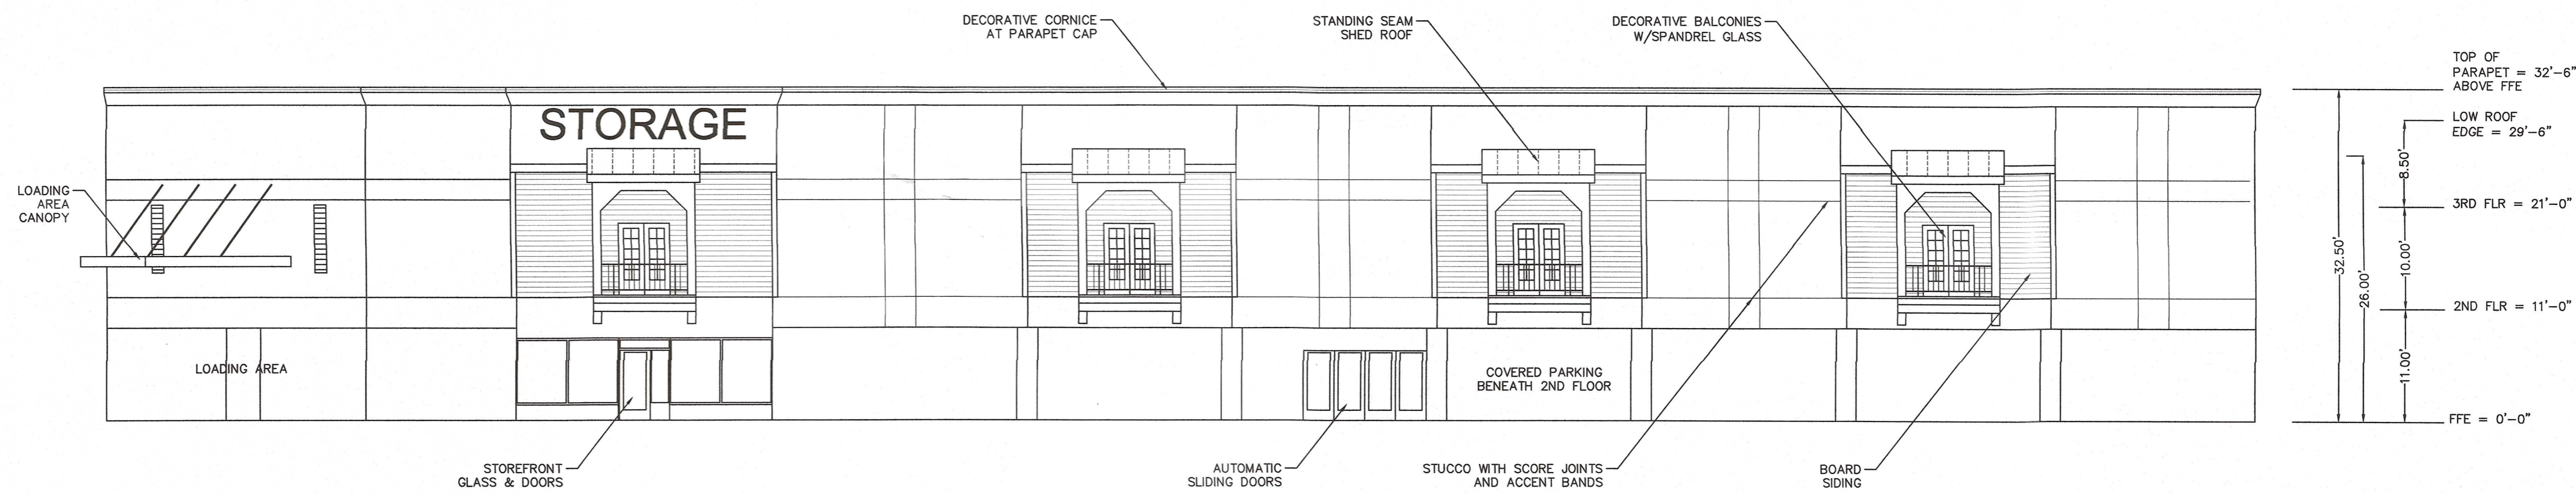 DECORATIVE CORNICE
AT PARAPET CAP
STANDING SEAM
SHED ROOF
DECORATIVE BALCONIES
W/SPANDREL GLASS
TOP OF
PARAPET = 32'-6"
ABOVE FFE
LOW ROOF
EDGE = 29'-6"
STORAGE
LOADING
AREA
CANOPY
8.50'
3RD FLR = 21'-0"
32.50'
26.00'
10.00'
2ND FLR = 11'-0"
11.00'
LOADING AREA
COVERED PARKING
BENEATH 2ND FLOOR
FFE = 0'-0"
STOREFRONT
GLASS & DOORS
AUTOMATIC
SLIDING DOORS
STUCCO WITH SCORE JOINTS
AND ACCENT BANDS
BOARD
SIDING